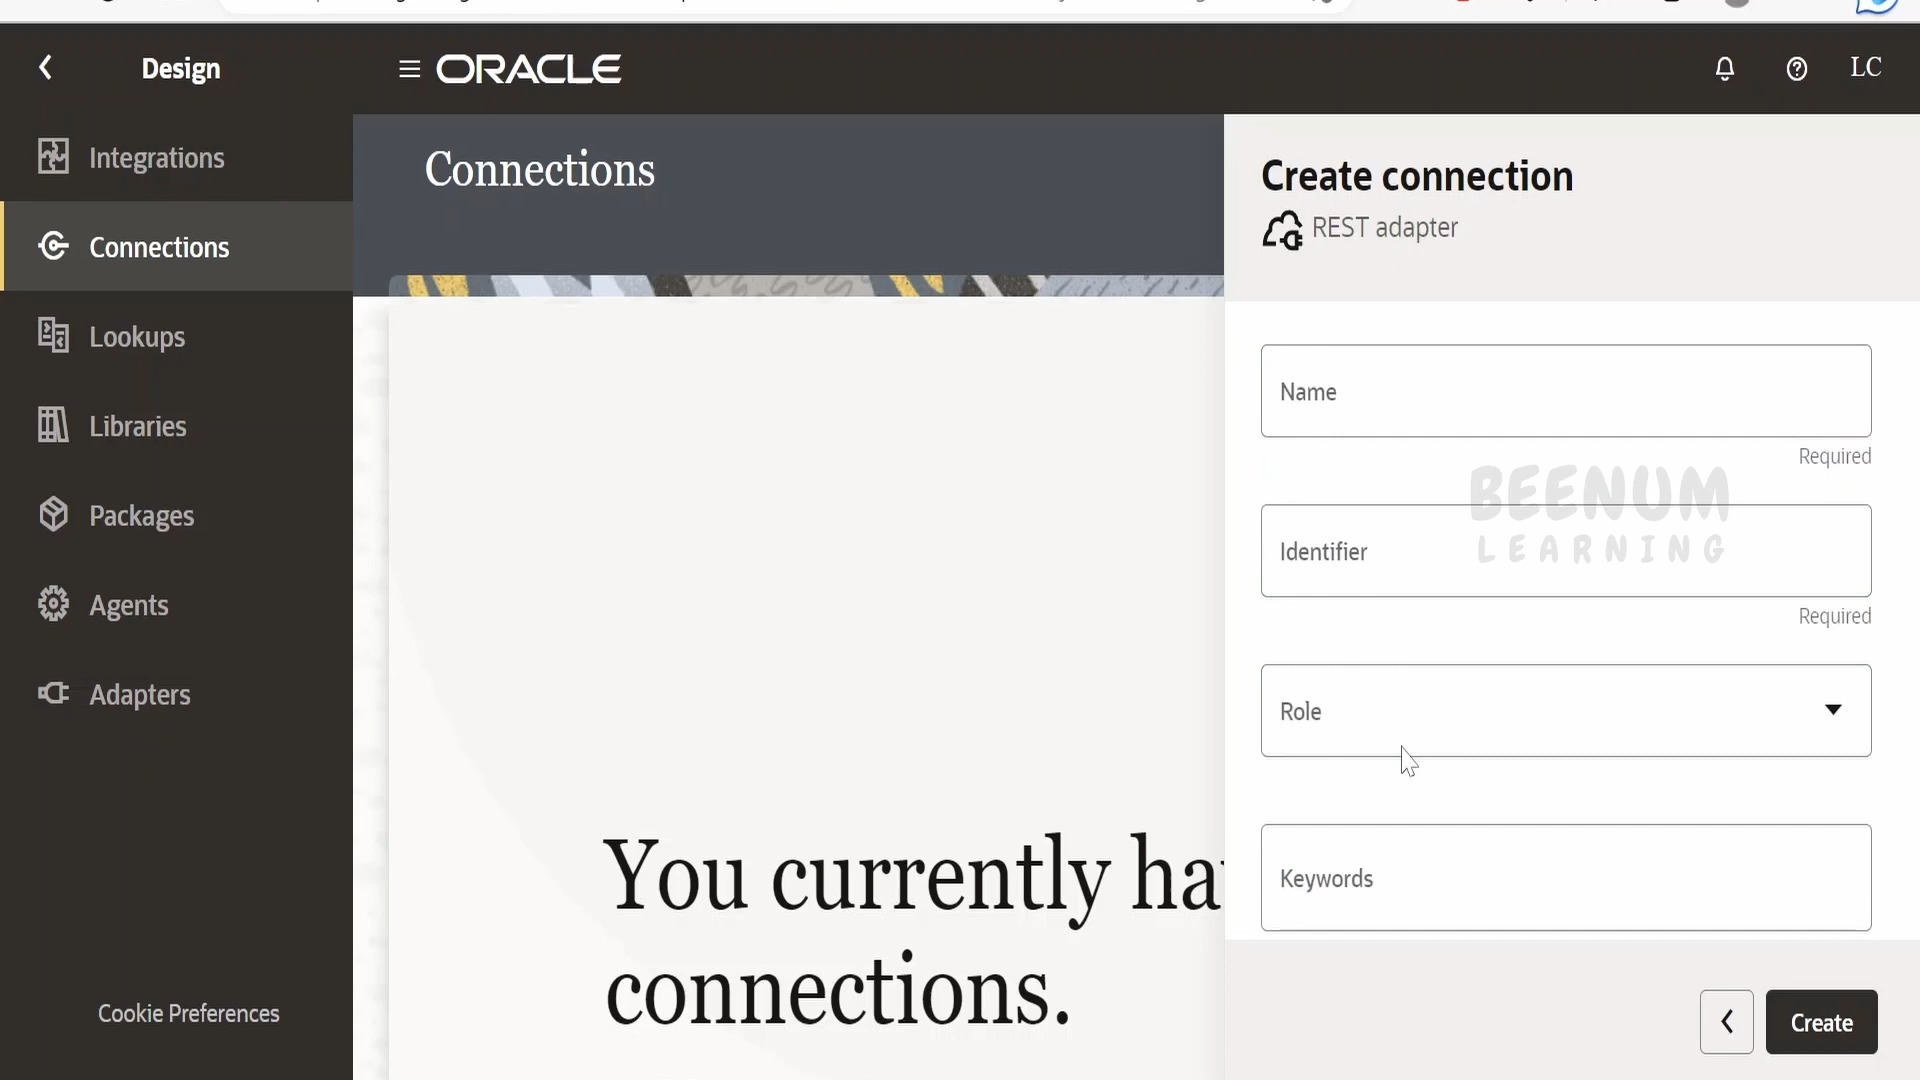 Design
ORACLE
LC
Integrations
Connections
Lookups
Libraries
Packages
Agents
Adapters
Cookie Preferences
Connections
You currently ha
connections.
Create connection
REST adapter
Name
Required
BEENUM
LEARNING
Identifier
Required
Role
Keywords
Create